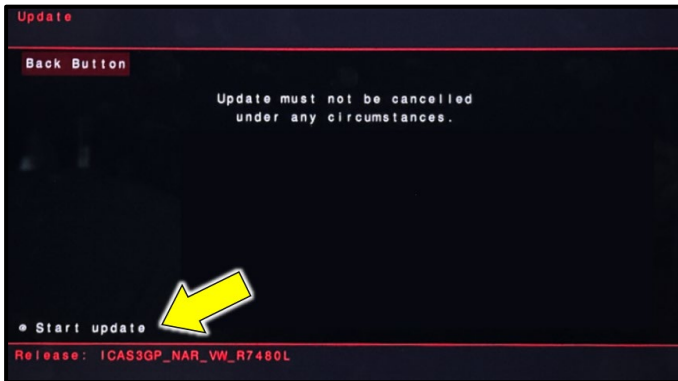 Update
Back Button
Update must not be cancelled
under any circumstances.
Start update
Release: ICAS3GP_NAR_VW_R7480L